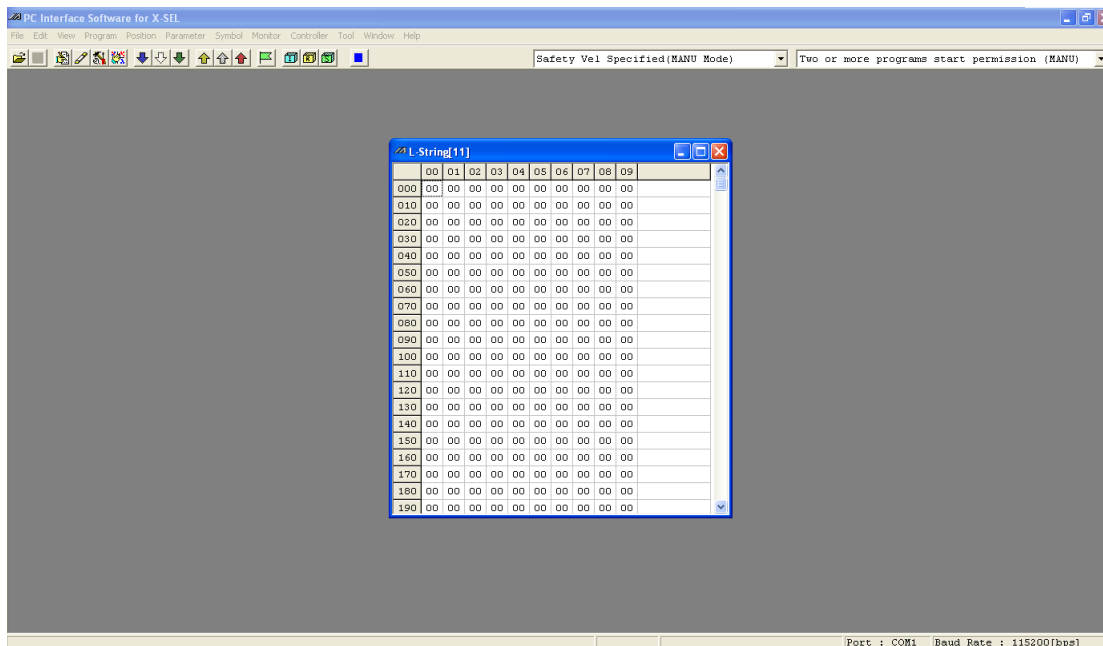 PC Interface Software for X-SEL
File Edit View Program Position Parameter Symbol Monitor Controller Tool Window Help
Safety Vel Specified(MANU Mode) Two or more programs start permission (MANU)
L-String[11]
00 01 02 03 04 05 06 07 08 09
000 00 00 00 00 00 00 00 00 00 00
010 00 00 00 00 00 00 00 00 00 00
020 00 00 00 00 00 00 00 00 00 00
030 00 00 00 00 00 00 00 00 00 00
040 00 00 00 00 00 00 00 00 00 00
050 00 00 00 00 00 00 00 00 00 00
060 00 00 00 00 00 00 00 00 00 00
070 00 00 00 00 00 00 00 00 00 00
080 00 00 00 00 00 00 00 00 00 00
090 00 00 00 00 00 00 00 00 00 00
100 00 00 00 00 00 00 00 00 00 00
110 00 00 00 00 00 00 00 00 00 00
120 00 00 00 00 00 00 00 00 00 00
130 00 00 00 00 00 00 00 00 00 00
140 00 00 00 00 00 00 00 00 00 00
150 00 00 00 00 00 00 00 00 00 00
160 00 00 00 00 00 00 00 00 00 00
170 00 00 00 00 00 00 00 00 00 00
180 00 00 00 00 00 00 00 00 00 00
190 00 00 00 00 00 00 00 00 00 00
Port : COM1 Baud Rate : 115200[bps]